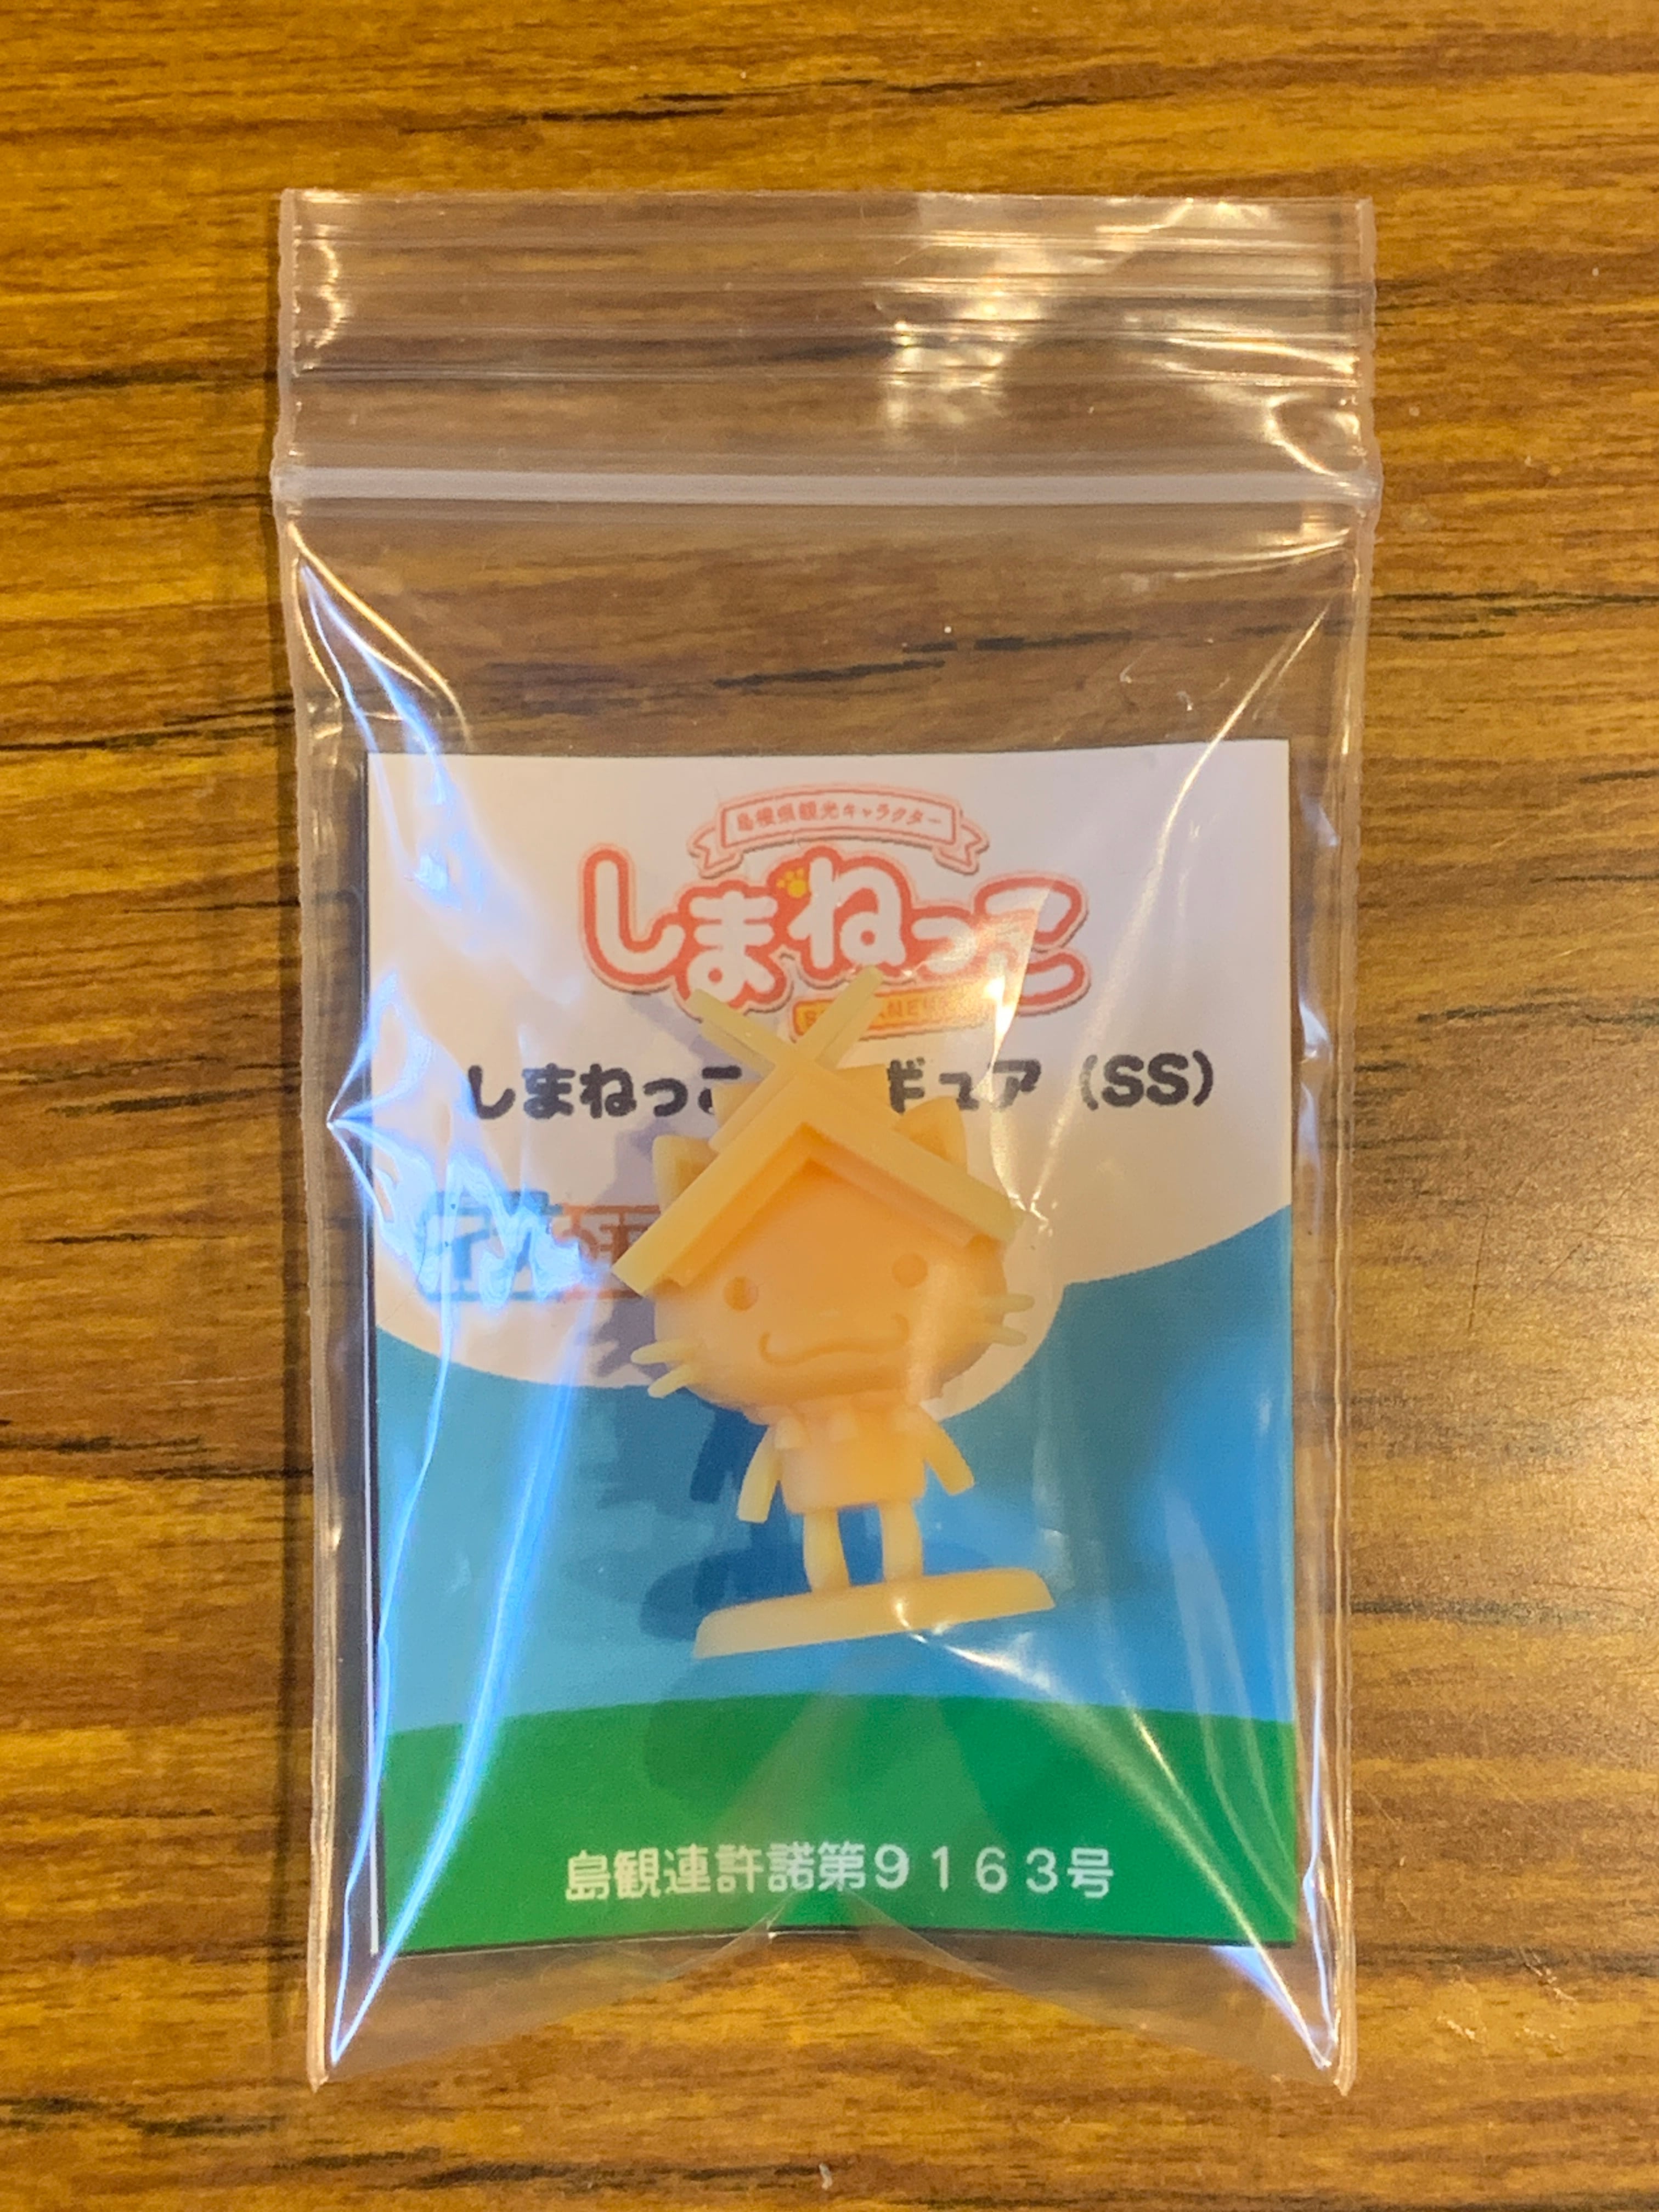 島根県観光キャラクター
しまねっこ
しまねっこ ギュア（SS）
島観連許諾第９１６３号